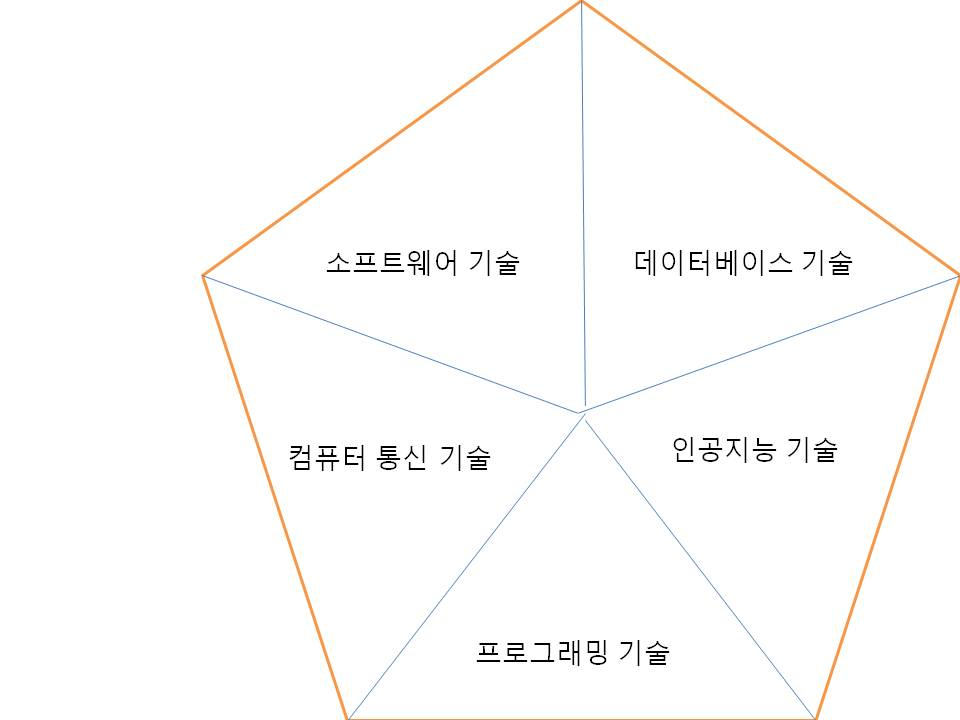 소프트웨어 기술
데이터베이스 기술
컴퓨터 통신 기술
인공지능 기술
프로그래밍 기술